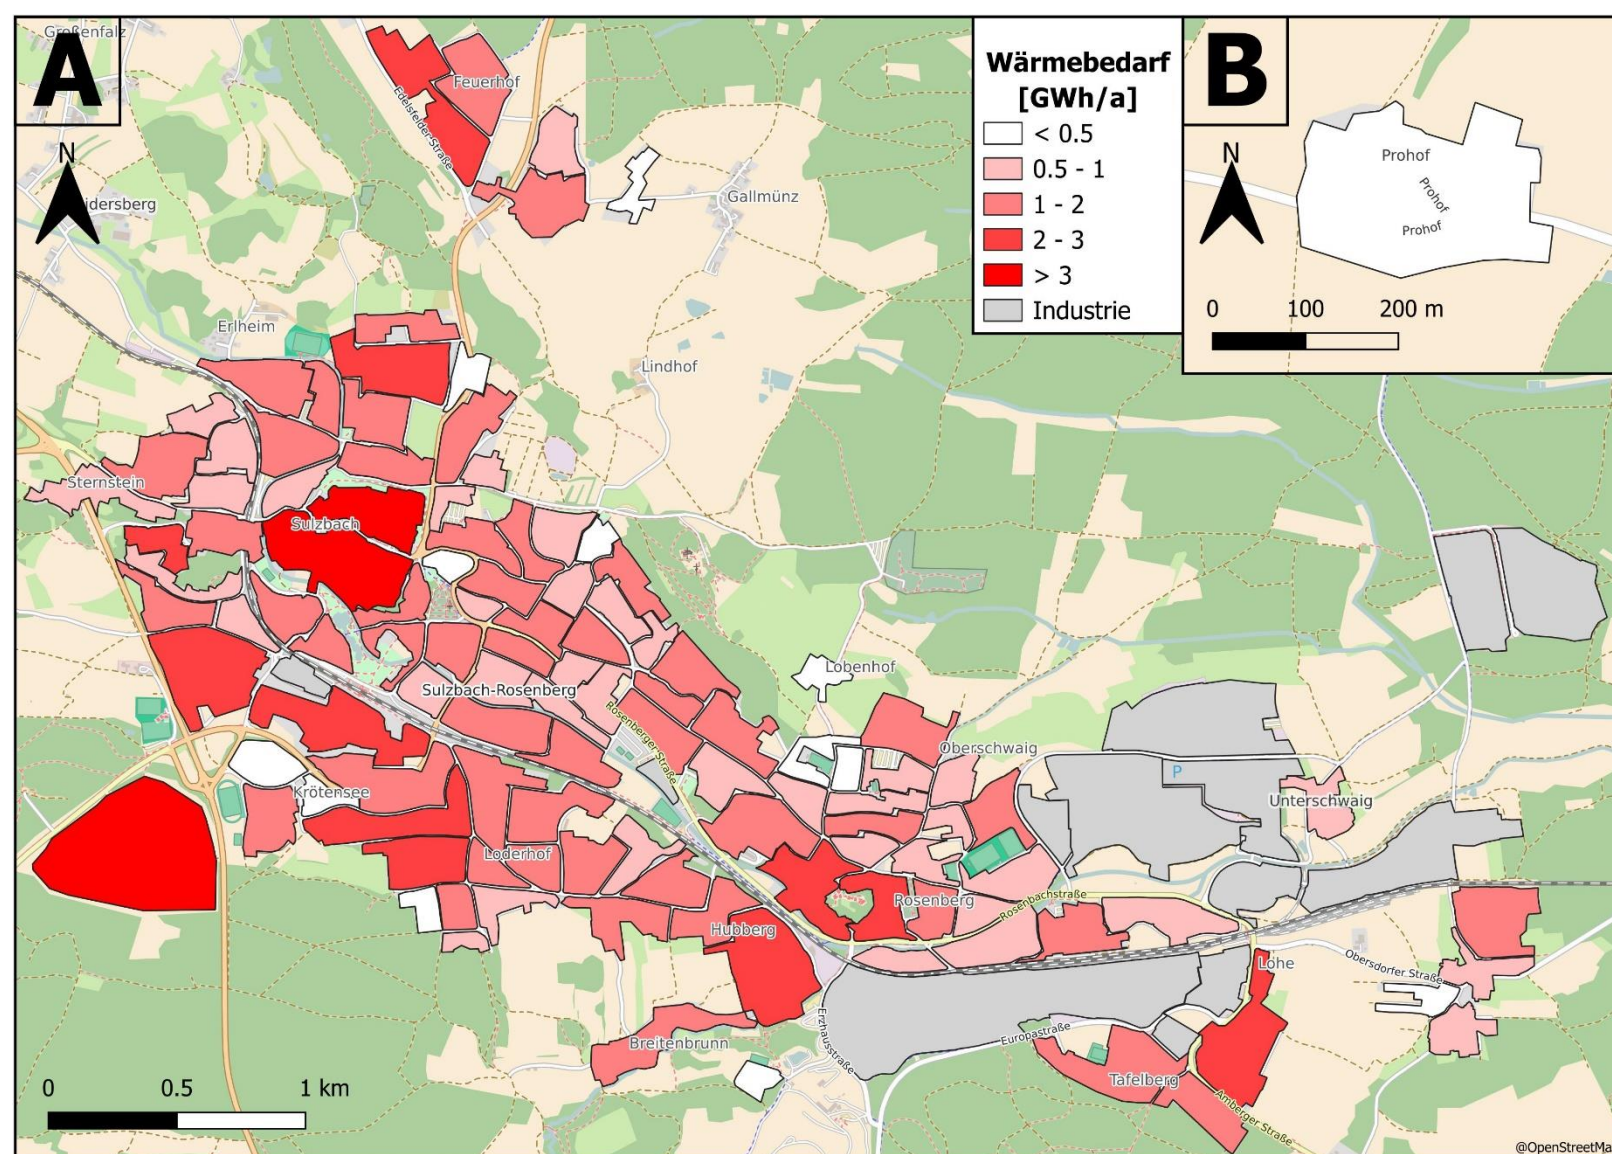 Großenfalz
A
N
idersberg
Feuerhof
Edelsfelder Straße
Gallmünz
Wärmebedarf
[GWh/a]
< 0.5
0.5 - 1
1 - 2
2 - 3
> 3
Industrie
B
N
Prohof
Prohof
Prohof
0 100 200 m
Erlheim
Lindhof
Sternstein
Sulzbach
Lobenhof
Sulzbach-Rosenberg
Rosenberger Straße
Oberschwaig
P
Unterschwaig
Krötensee
Loderhof
Rosenberg
Rosenbachstraße
Hubberg
Lohe
Obersdorfer Straße
Erzhausstraße
Europastraße
Breitenbrunn
Tafelberg
Amberger Straße
0 0.5 1 km
@OpenStreetMa